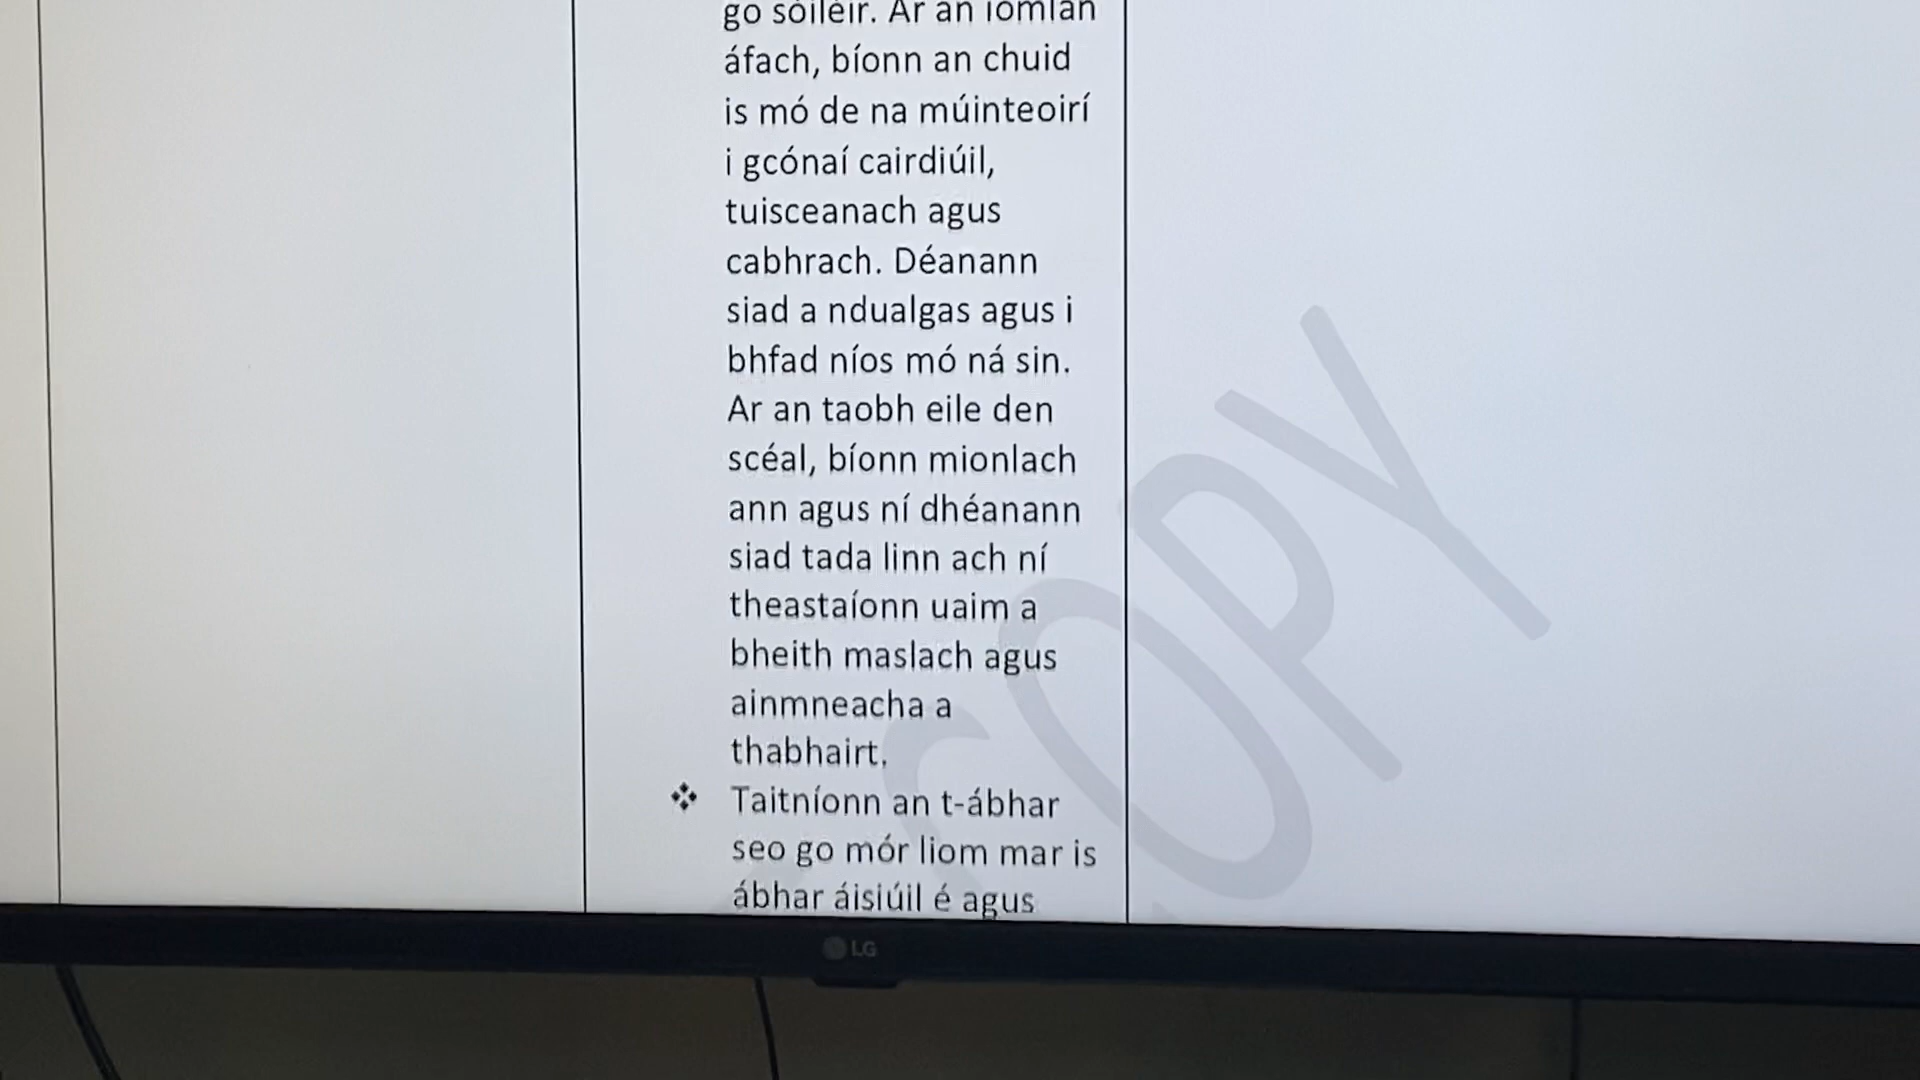 go soiléir. Ar an iomlán
áfach, bíonn an chuid
is mó de na múinteoirí
i gcónaí cairdiúil,
tuisceanach agus
cabhrach. Déanann
siad a ndualgas agus i
bhfad níos mó ná sin.
Ar an taobh eile den
scéal, bíonn mionlach
ann agus ní dhéanann
siad tada linn ach ní
theastaíonn uaim a
bheith maslach agus
ainmneacha a
thabhairt.
❖ Taitníonn an t-ábhar
seo go mór liom mar is
ábhar áisiúil é agus
COPY
LG